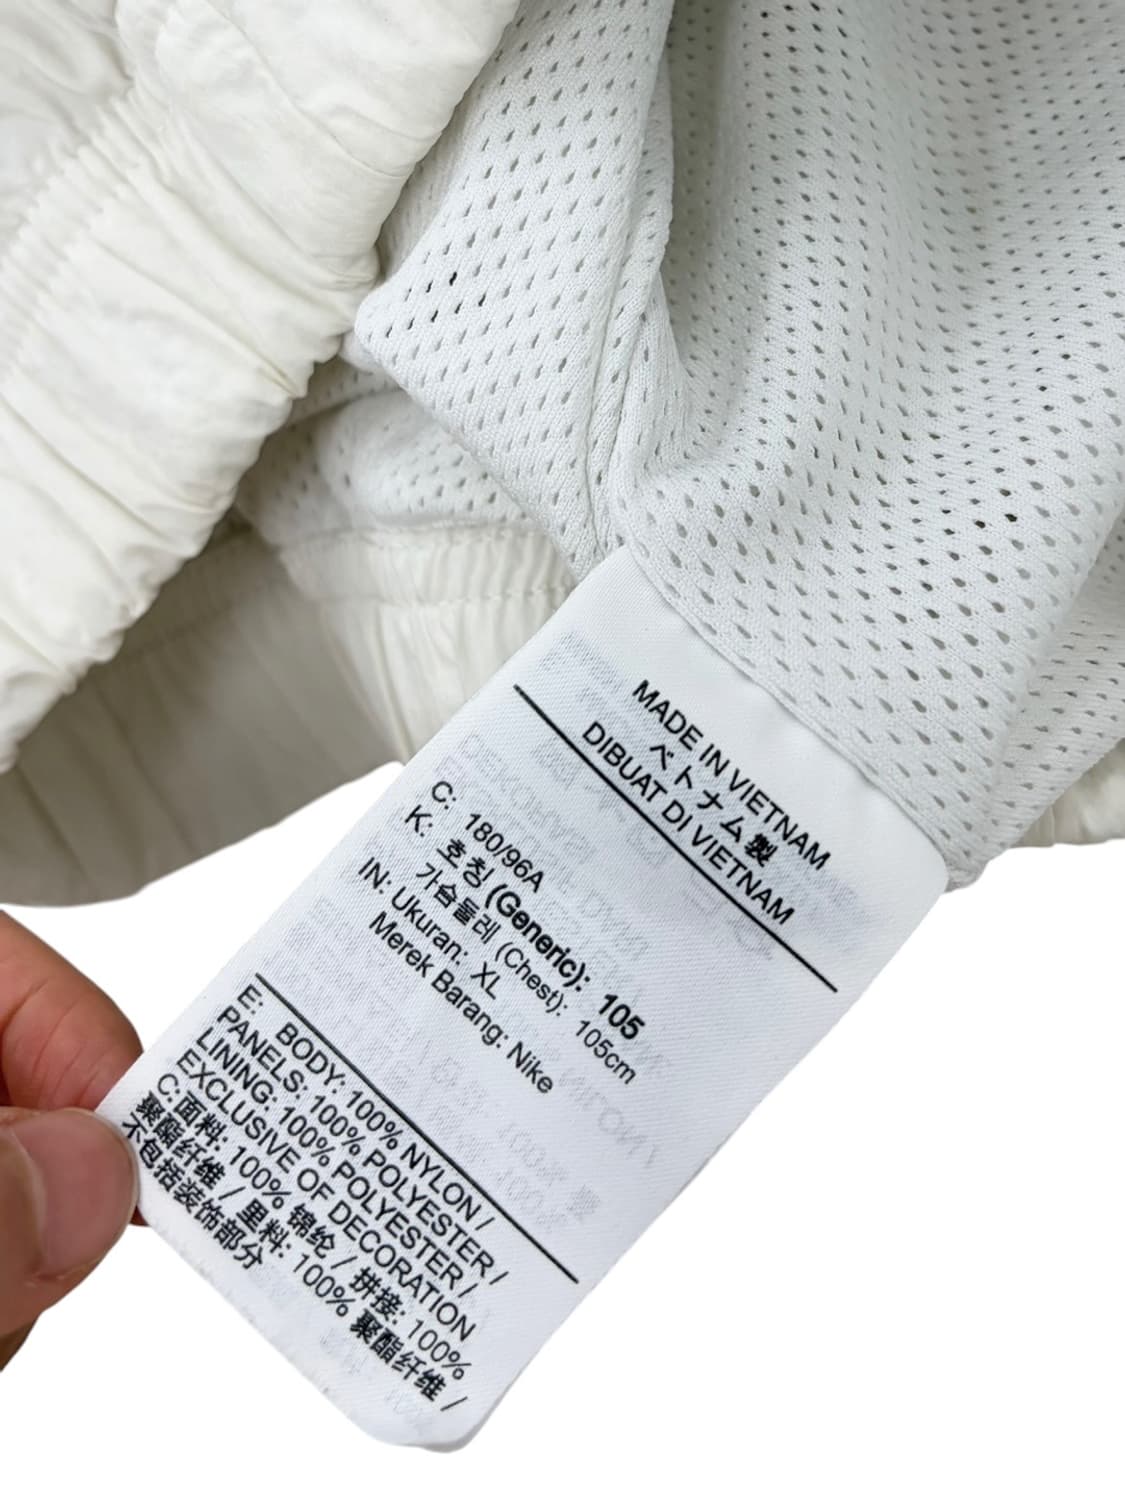 MADE IN VIETNAM
ベトナム製
DIBUAT DI VIETNAM
C: 180/96A
K: 호칭 (Generic): 105
가슴둘레 (Chest): 105cm
IN: Ukuran: XL
Merek Barang: Nike
E: BODY: 100% NYLON /
PANELS: 100% POLYESTER /
LINING: 100% POLYESTER /
EXCLUSIVE OF DECORATION
C: 面料: 100% 锦纶 / 拼接: 100%
聚酯纤维 / 里料: 100% 聚酯纤维 /
不包括装饰部分